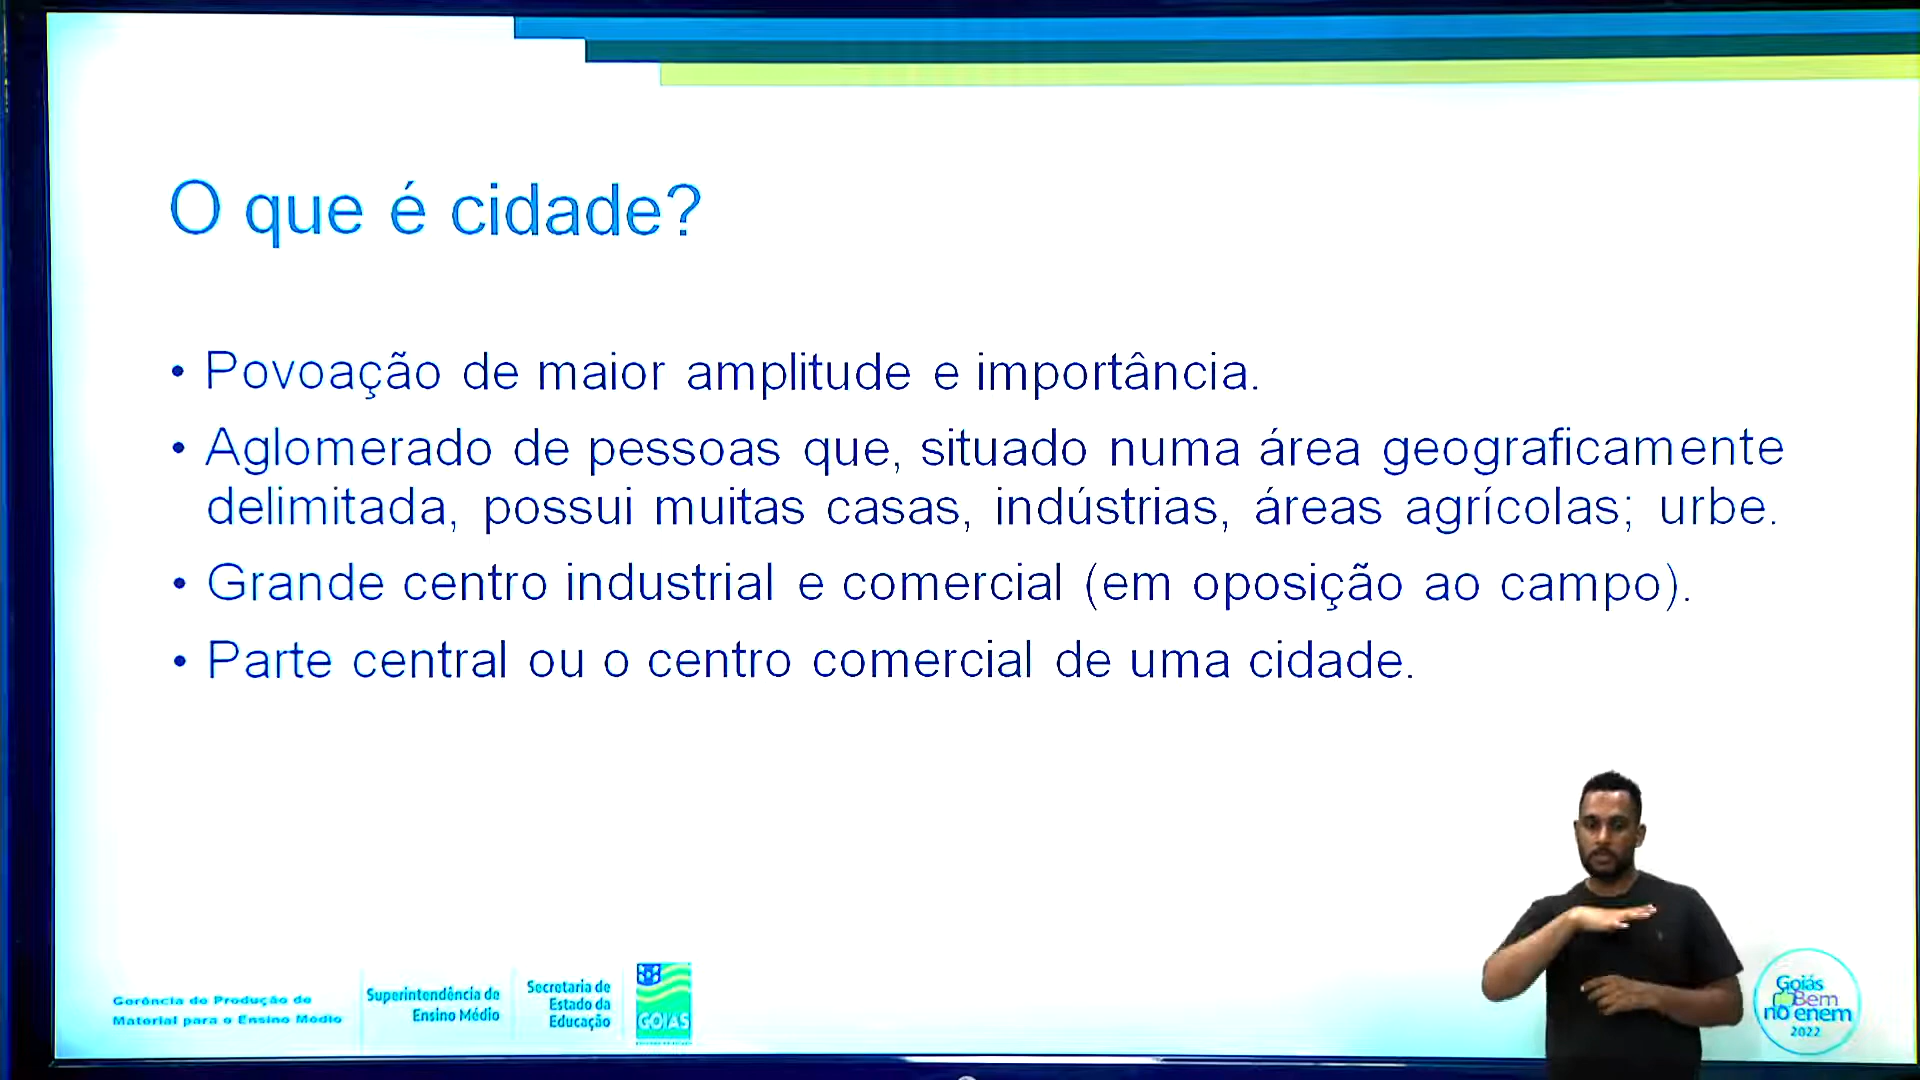 O que é cidade?
• Povoação de maior amplitude e importância.
• Aglomerado de pessoas que, situado numa área geograficamente
delimitada, possui muitas casas, indústrias, áreas agrícolas; urbe.
• Grande centro industrial e comercial (em oposição ao campo).
• Parte central ou o centro comercial de uma cidade.
Gerência de Produção de
Material para o Ensino Médio
Superintendência de
Ensino Médio
Secretaria de
Estado da
Educação
GOIÁS
Goiás
Bem
no enem
2022